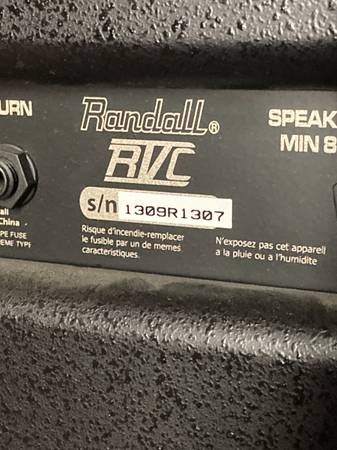 URN
Randall®
RVC
SPEAK
MIN 8
s/n 1309R1307
all
China
PE FUSE
EME TYPE
Risque d'incendie-remplacer
le fusible par un de memes
caracteristiques.
N'exposez pas cet appareil
a la pluie ou a l'humidite